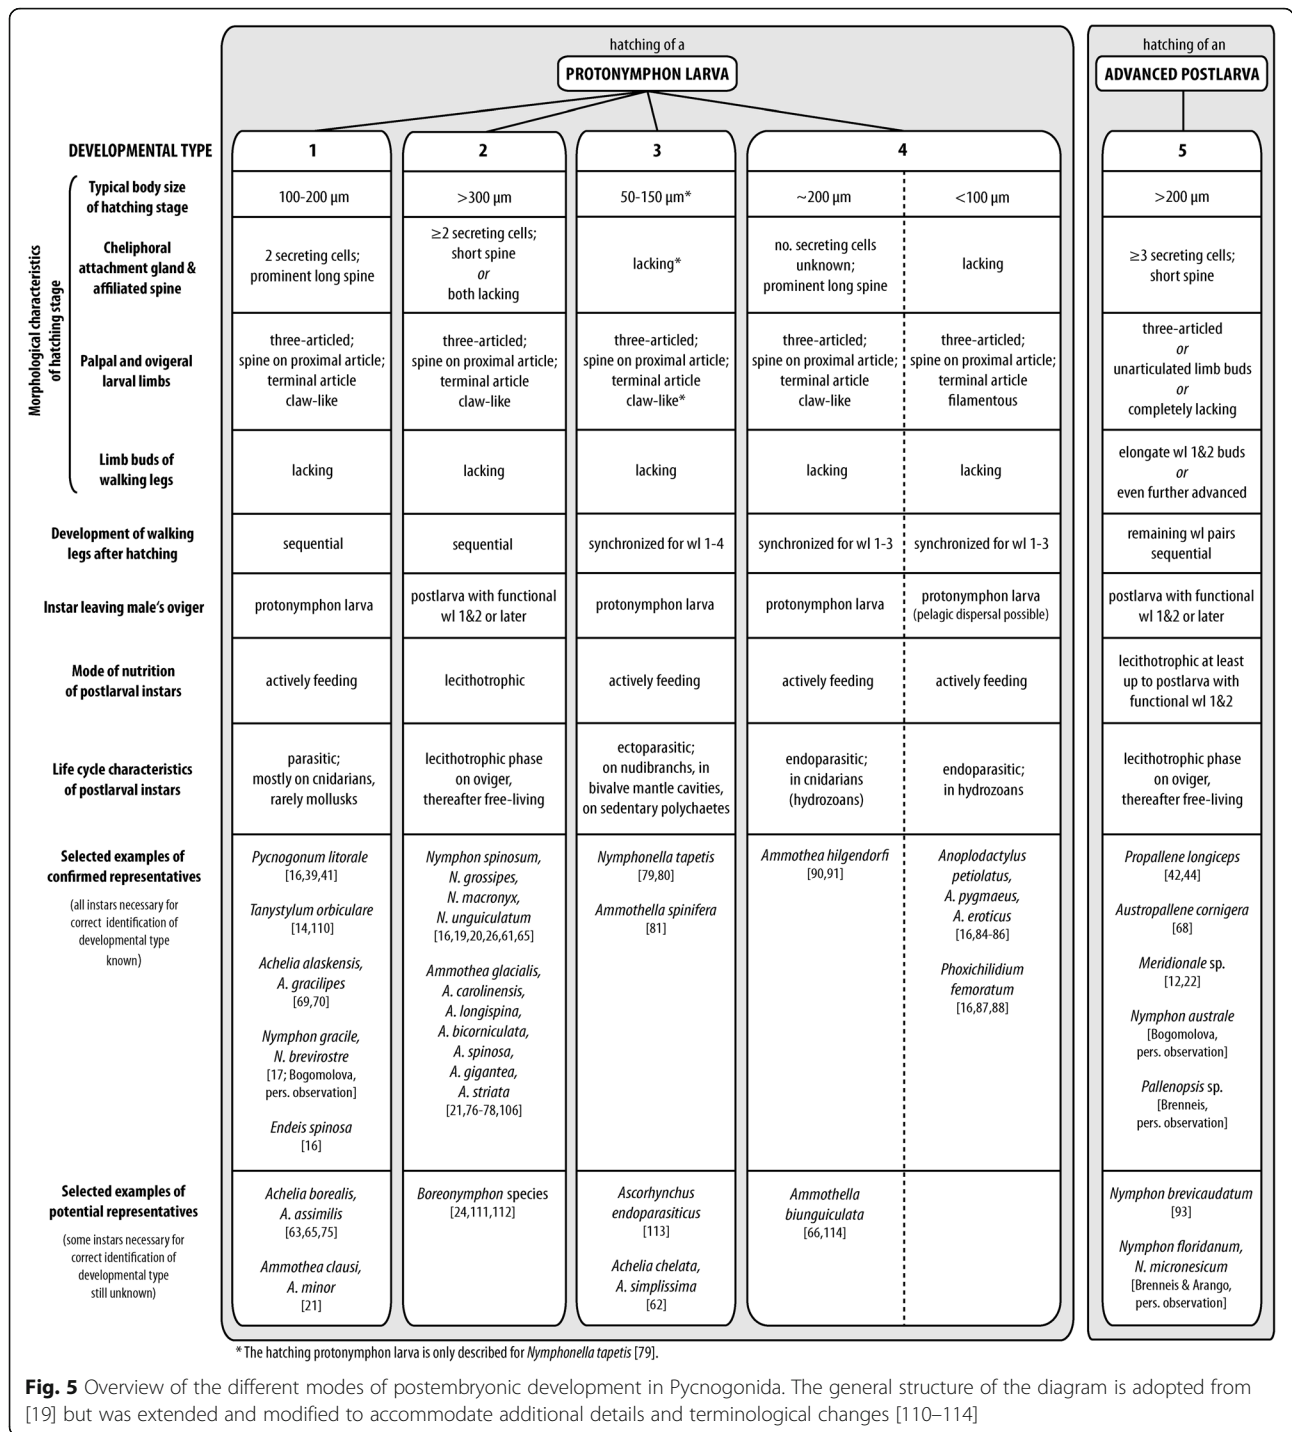 hatching of a
PROTONYMPHON LARVA
hatching of an
ADVANCED POSTLARVA
DEVELOPMENTAL TYPE
1
2
3
4
5
Morphological characteristics
of hatching stage
Typical body size
of hatching stage
100-200 µm
>300 µm
50-150 µm*
~200 µm
<100 µm
>200 µm
Cheliphoral
attachment gland &
affiliated spine
2 secreting cells;
prominent long spine
≥2 secreting cells;
short spine
or
both lacking
lacking*
no. secreting cells
unknown;
prominent long spine
lacking
≥3 secreting cells;
short spine
Palpal and ovigeral
larval limbs
three-articled;
spine on proximal article;
terminal article
claw-like
three-articled;
spine on proximal article;
terminal article
claw-like
three-articled;
spine on proximal article;
terminal article
claw-like*
three-articled;
spine on proximal article;
terminal article
claw-like
three-articled;
spine on proximal article;
terminal article
filamentous
three-articled
or
unarticulated limb buds
or
completely lacking
Limb buds of
walking legs
lacking
lacking
lacking
lacking
lacking
elongate wl 1&2 buds
or
even further advanced
Development of walking
legs after hatching
sequential
sequential
synchronized for wl 1-4
synchronized for wl 1-3
synchronized for wl 1-3
remaining wl pairs
sequential
Instar leaving male's oviger
protonymphon larva
postlarva with functional
wl 1&2 or later
protonymphon larva
protonymphon larva
protonymphon larva
(pelagic dispersal possible)
postlarva with functional
wl 1&2 or later
Mode of nutrition
of postlarval instars
actively feeding
lecithotrophic
actively feeding
actively feeding
actively feeding
lecithotrophic at least
up to postlarva with
functional wl 1&2
Life cycle characteristics
of postlarval instars
parasitic;
mostly on cnidarians,
rarely mollusks
lecithotrophic phase
on oviger,
thereafter free-living
ectoparasitic;
on nudibranchs, in
bivalve mantle cavities,
on sedentary polychaetes
endoparasitic;
in cnidarians
(hydrozoans)
endoparasitic;
in hydrozoans
lecithotrophic phase
on oviger,
thereafter free-living
Selected examples of
confirmed representatives
(all instars necessary for
correct identification of
developmental type
known)
Pycnogonum litorale
[16,39,41]
Tanystylum orbiculare
[14,110]
Achelia alaskensis,
A. gracilipes
[69,70]
Nymphon gracile,
N. brevirostre
[17; Bogomolova,
pers. observation]
Endeis spinosa
[16]
Nymphon spinosum,
N. grossipes,
N. macronyx,
N. unguiculatum
[16,19,20,26,61,65]
Ammothea glacialis,
A. carolinensis,
A. longispina,
A. bicorniculata,
A. spinosa,
A. gigantea,
A. striata
[21,76-78,106]
Nymphonella tapetis
[79,80]
Ammothella spinifera
[81]
Ammothea hilgendorfi
[90,91]
Anoplodactylus
petiolatus,
A. pygmaeus,
A. eroticus
[16,84-86]
Phoxichilidium
femoratum
[16,87,88]
Propallene longiceps
[42,44]
Austropallene cornigera
[68]
Meridionale sp.
[12,22]
Nymphon australe
[Bogomolova,
pers. observation]
Pallenopsis sp.
[Brenneis,
pers. observation]
Selected examples of
potential representatives
(some instars necessary for
correct identification of
developmental type
still unknown)
Achelia borealis,
A. assimilis
[63,65,75]
Ammothea clausi,
A. minor
[21]
Boreonymphon species
[24,111,112]
Ascorhynchus
endoparasiticus
[113]
Achelia chelata,
A. simplissima
[62]
Ammothella
biunguiculata
[66,114]
Nymphon brevicaudatum
[93]
Nymphon floridanum,
N. micronesicum
[Brenneis & Arango,
pers. observation]
* The hatching protonymphon larva is only described for Nymphonella tapetis [79].
Fig. 5 Overview of the different modes of postembryonic development in Pycnogonida. The general structure of the diagram is adopted from
[19] but was extended and modified to accommodate additional details and terminological changes [110–114]